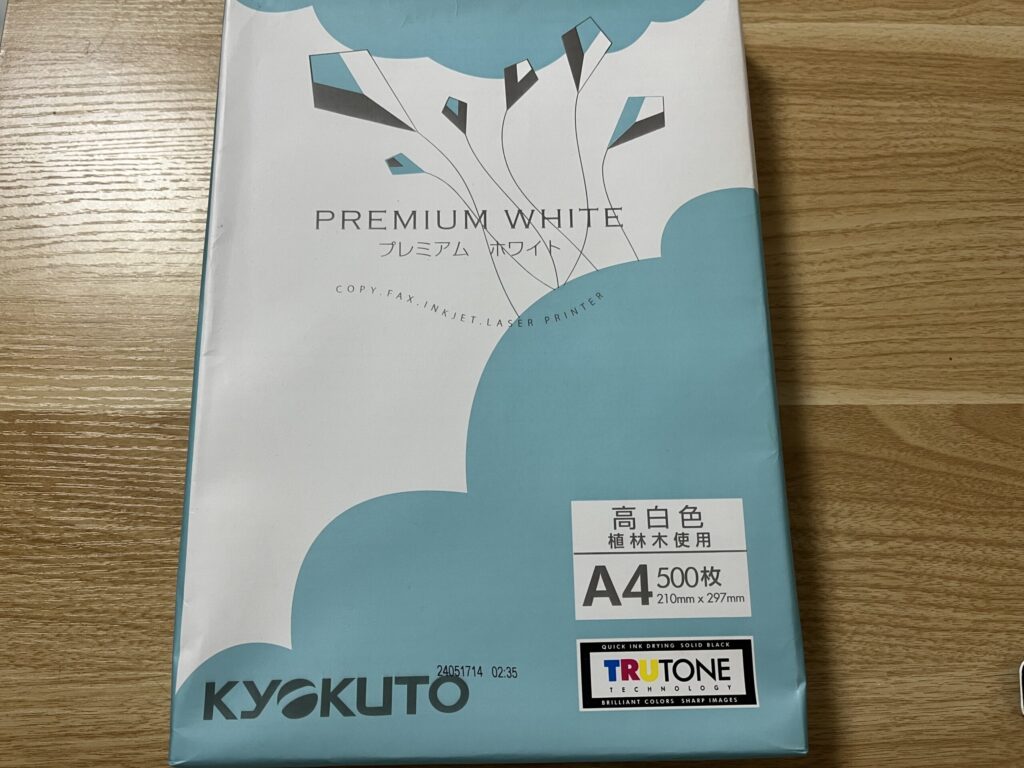 PREMIUM WHITE
プレミアム ホワイト
COPY.FAX.INKJET.LASER PRINTER
高白色
植林木使用
A4 500枚
210mm x 297mm
QUICK INK DRYING SOLID BLACK
TRUTONE
TECHNOLOGY
BRILLIANT COLORS SHARP IMAGES
24051714 02:35
KYOKUTO